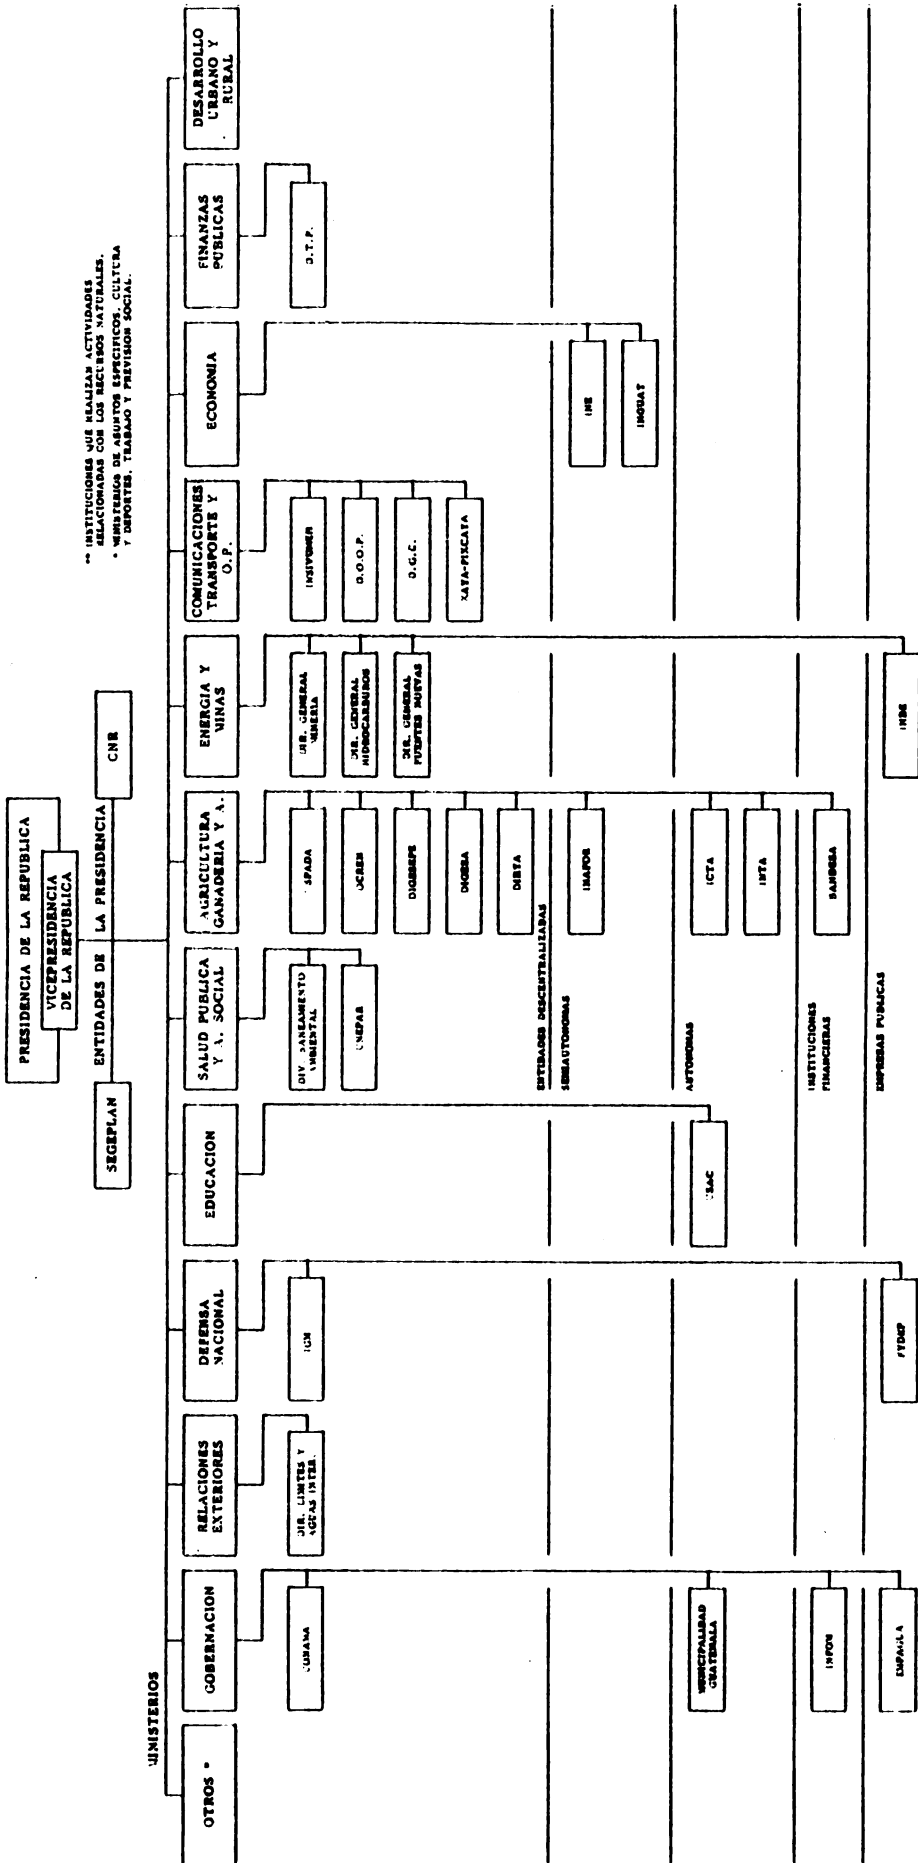 PRESIDENCIA DE LA REPUBLICA
VICEPRESIDENCIA
DE LA REPUBLICA
SEGEPLAN
ENTIDADES DE LA PRESIDENCIA
CNR
** INSTITUCIONES QUE REALIZAN ACTIVIDADES
RELACIONADAS CON LOS RECURSOS NATURALES.
* MINISTERIOS DE ASUNTOS ESPECIFICOS, CULTURA
Y DEPORTES, TRABAJO Y PREVISION SOCIAL.
MINISTERIOS
OTROS *
GOBERNACION
RELACIONES
EXTERIORES
DEFENSA
NACIONAL
EDUCACION
SALUD PUBLICA
Y A. SOCIAL
AGRICULTURA
GANADERIA Y A.
ENERGIA Y
MINAS
COMUNICACIONES
TRANSPORTE Y
O.P.
ECONOMIA
FINANZAS
PUBLICAS
DESARROLLO
URBANO Y
RURAL
CONAMA
DIR. LIMITES Y
AGUAS INTER.
IGM
DIV. SANEAMIENTO
AMBIENTAL
UNEPAR
USPADA
UCREN
DIGESEPE
DIGESA
DIRTA
DIR. GENERAL
MINERIA
DIR. GENERAL
HIDROCARBUROS
DIR. GENERAL
FUENTES NUEVAS
INSIVUMEH
D.G.C.
XAYA-PIXCAYA
D.T.P.
ENTIDADES DESCENTRALIZADAS
SEMIAUTONOMAS
INAFOR
INE
INGUAT
AUTONOMAS
MUNICIPALIDAD
GUATEMALA
USAC
ICTA
INTA
INSTITUCIONES
FINANCIERAS
INFOM
BANDESA
EMPRESAS PUBLICAS
EMPAGUA
FYDEP
INDE